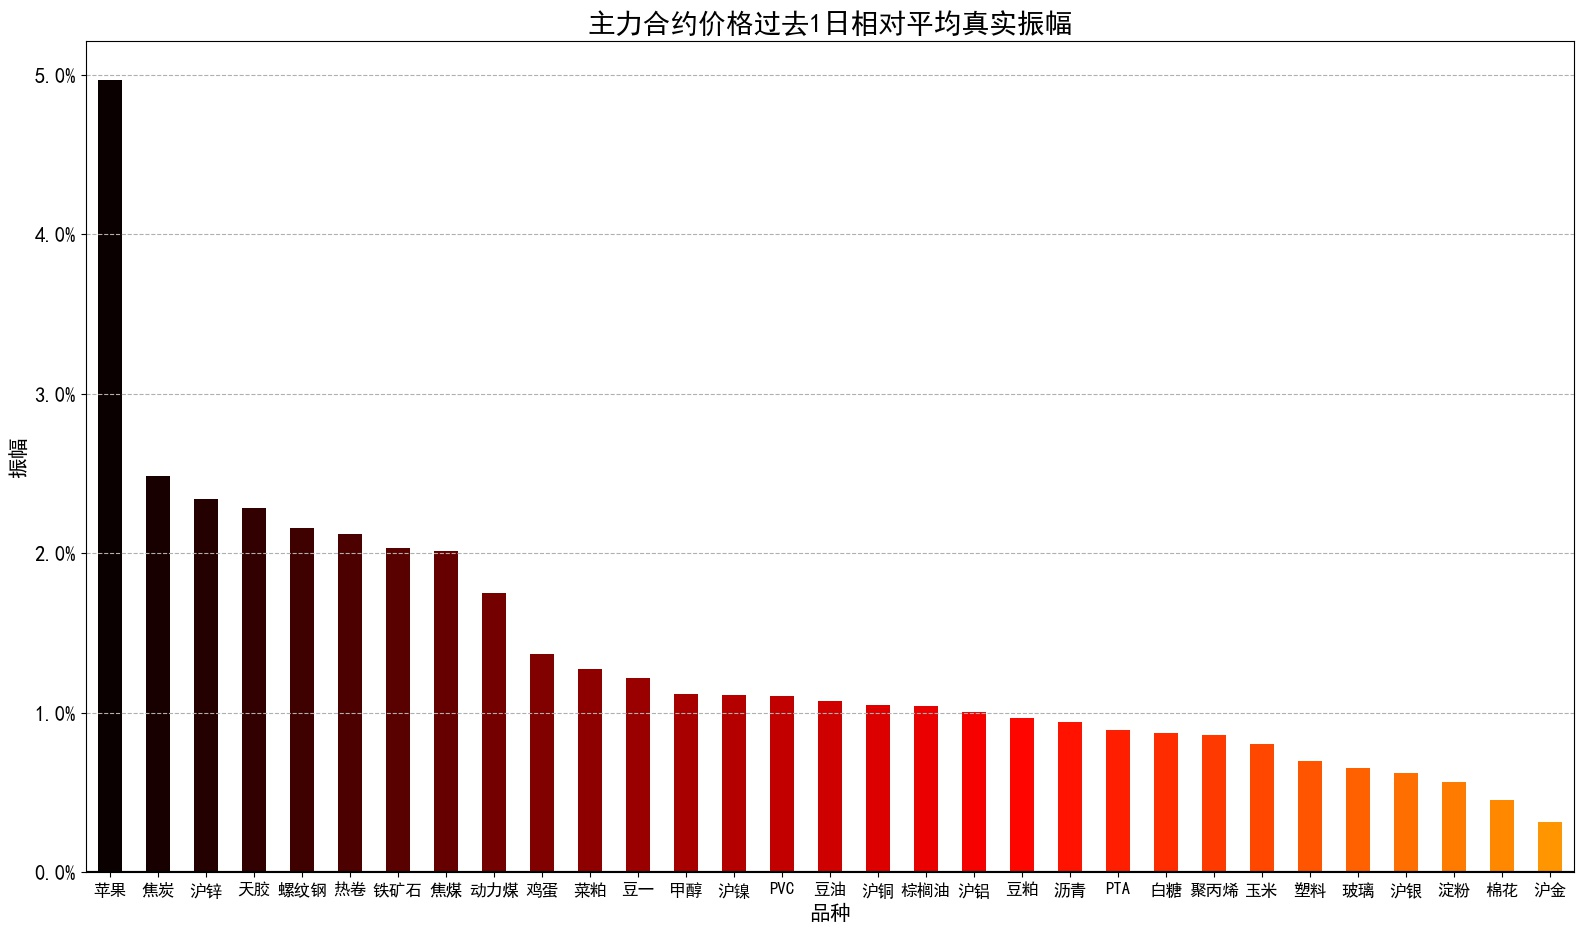 主力合约价格过去1日相对平均真实振幅
振幅
5.0%
4.0%
3.0%
2.0%
1.0%
0.0%
苹果 焦炭 沪锌 天胶 螺纹钢 热卷 铁矿石 焦煤 动力煤 鸡蛋 菜粕 豆一 甲醇 沪镍 PVC 豆油 沪铜 棕榈油 沪铝 豆粕 沥青 PTA 白糖 聚丙烯 玉米 塑料 玻璃 沪银 淀粉 棉花 沪金
品种